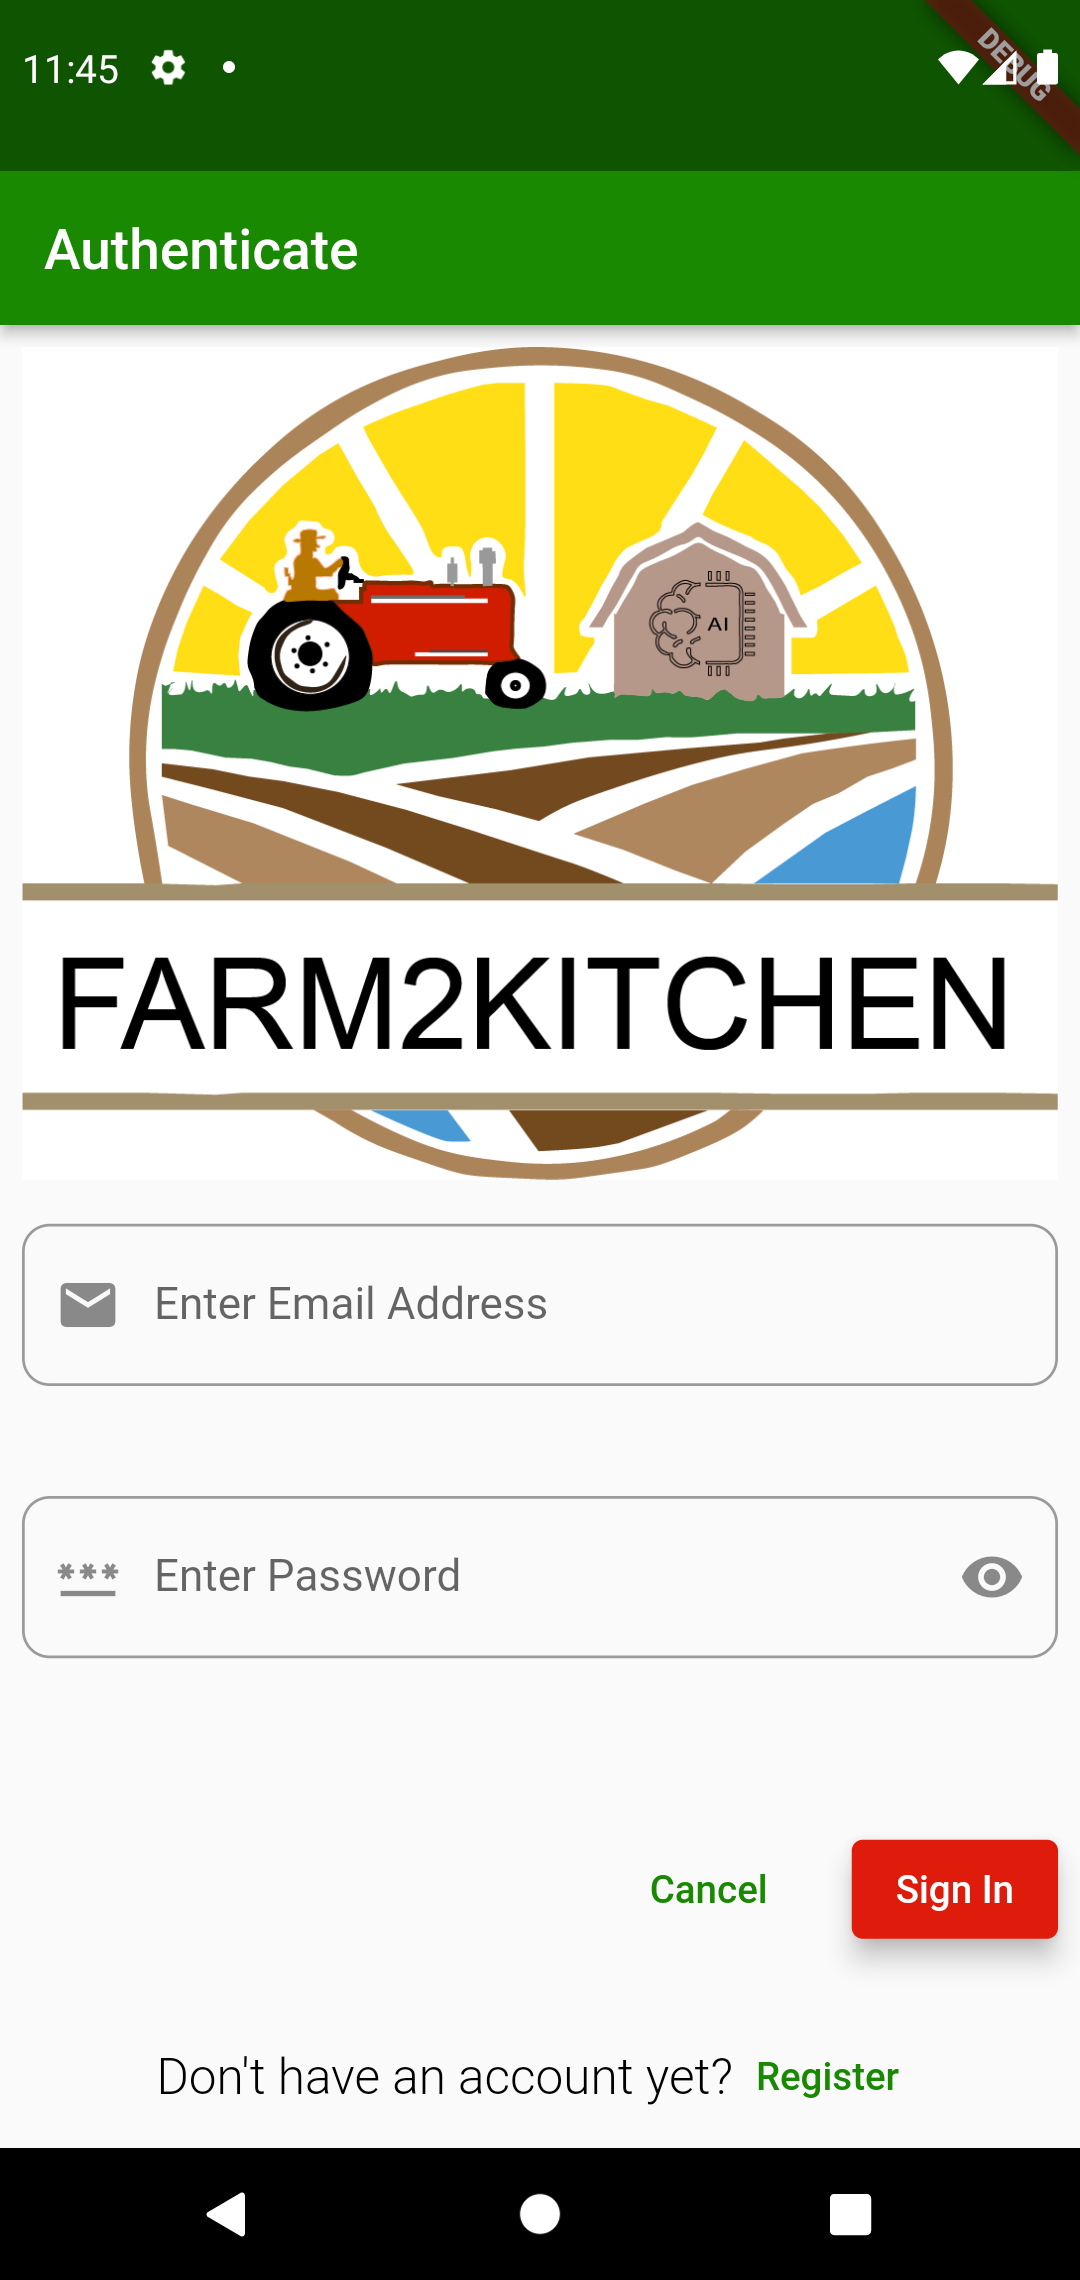 11:45
DEBUG
Authenticate
AI
FARM2KITCHEN
Enter Email Address
***
Enter Password
Cancel
Sign In
Don't have an account yet? Register